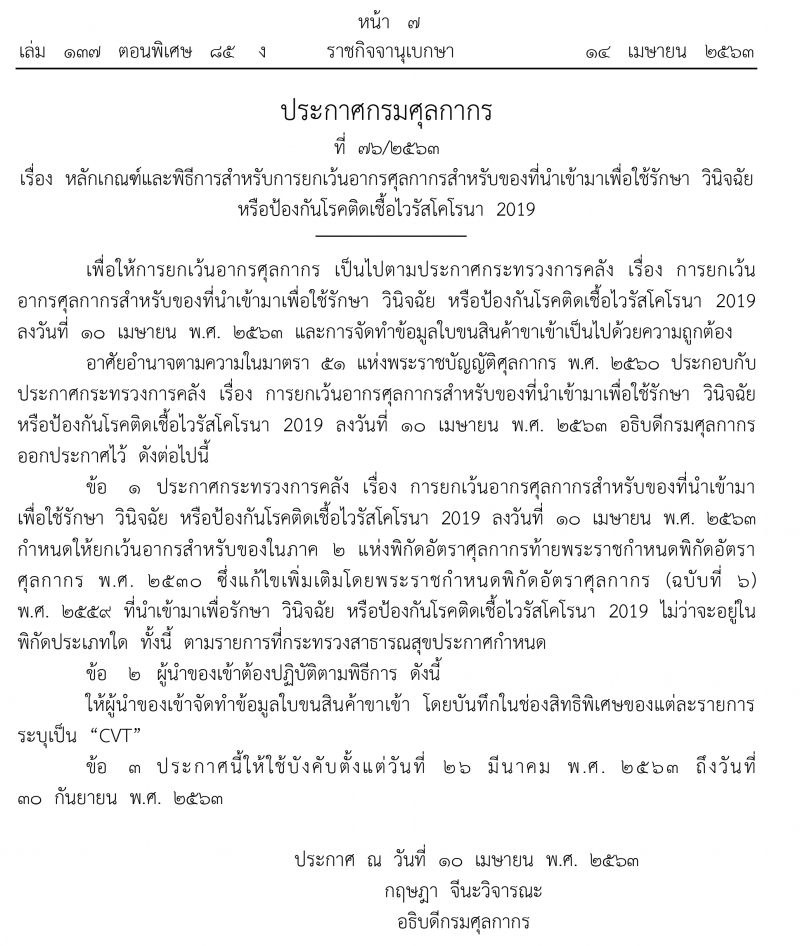 หน้า ๗
เล่ม ๑๓๗ ตอนพิเศษ ๘๕ ง ราชกิจจานุเบกษา ๑๔ เมษายน ๒๕๖๓
ประกาศกรมศุลกากร
ที่ ๗๖/๒๕๖๓
เรื่อง หลักเกณฑ์และพิธีการสำหรับการยกเว้นอากรศุลกากรสำหรับของที่นำเข้ามาเพื่อใช้รักษา วินิจฉัย
หรือป้องกันโรคติดเชื้อไวรัสโคโรนา 2019
เพื่อให้การยกเว้นอากรศุลกากร เป็นไปตามประกาศกระทรวงการคลัง เรื่อง การยกเว้น
อากรศุลกากรสำหรับของที่นำเข้ามาเพื่อใช้รักษา วินิจฉัย หรือป้องกันโรคติดเชื้อไวรัสโคโรนา 2019
ลงวันที่ ๑๐ เมษายน พ.ศ. ๒๕๖๓ และการจัดทำข้อมูลใบขนสินค้าขาเข้าเป็นไปด้วยความถูกต้อง
อาศัยอำนาจตามความในมาตรา ๕๑ แห่งพระราชบัญญัติศุลกากร พ.ศ. ๒๕๖๐ ประกอบกับ
ประกาศกระทรวงการคลัง เรื่อง การยกเว้นอากรศุลกากรสำหรับของที่นำเข้ามาเพื่อใช้รักษา วินิจฉัย
หรือป้องกันโรคติดเชื้อไวรัสโคโรนา 2019 ลงวันที่ ๑๐ เมษายน พ.ศ. ๒๕๖๓ อธิบดีกรมศุลกากร
ออกประกาศไว้ ดังต่อไปนี้
ข้อ ๑ ประกาศกระทรวงการคลัง เรื่อง การยกเว้นอากรศุลกากรสำหรับของที่นำเข้ามา
เพื่อใช้รักษา วินิจฉัย หรือป้องกันโรคติดเชื้อไวรัสโคโรนา 2019 ลงวันที่ ๑๐ เมษายน พ.ศ. ๒๕๖๓
กำหนดให้ยกเว้นอากรสำหรับของในภาค ๒ แห่งพิกัดอัตราศุลกากรท้ายพระราชกำหนดพิกัดอัตรา
ศุลกากร พ.ศ. ๒๕๓๐ ซึ่งแก้ไขเพิ่มเติมโดยพระราชกำหนดพิกัดอัตราศุลกากร (ฉบับที่ ๖)
พ.ศ. ๒๕๕๙ ที่นำเข้ามาเพื่อรักษา วินิจฉัย หรือป้องกันโรคติดเชื้อไวรัสโคโรนา 2019 ไม่ว่าจะอยู่ใน
พิกัดประเภทใด ทั้งนี้ ตามรายการที่กระทรวงสาธารณสุขประกาศกำหนด
ข้อ ๒ ผู้นำของเข้าต้องปฏิบัติตามพิธีการ ดังนี้
ให้ผู้นำของเข้าจัดทำข้อมูลใบขนสินค้าขาเข้า โดยบันทึกในช่องสิทธิพิเศษของแต่ละรายการ
ระบุเป็น “CVT”
ข้อ ๓ ประกาศนี้ให้ใช้บังคับตั้งแต่วันที่ ๒๖ มีนาคม พ.ศ. ๒๕๖๓ ถึงวันที่
๓๐ กันยายน พ.ศ. ๒๕๖๓
ประกาศ ณ วันที่ ๑๐ เมษายน พ.ศ. ๒๕๖๓
กฤษฎา จีนะวิจารณะ
อธิบดีกรมศุลกากร